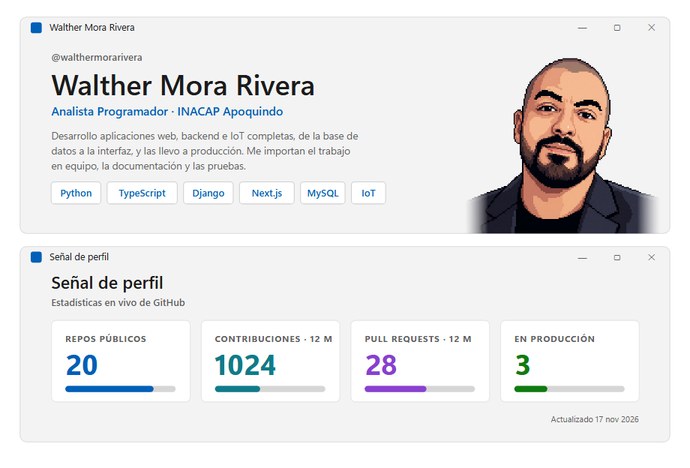 Walther Mora Rivera
@walthermorarivera
Walther Mora Rivera
Analista Programador · INACAP Apoquindo
Desarrollo aplicaciones web, backend e IoT completas, de la base de
datos a la interfaz, y las llevo a producción. Me importan el trabajo
en equipo, la documentación y las pruebas.
Python
TypeScript
Django
Next.js
MySQL
IoT
Señal de perfil
Señal de perfil
Estadísticas en vivo de GitHub
REPOS PÚBLICOS
20
CONTRIBUCIONES · 12 M
1024
PULL REQUESTS · 12 M
28
EN PRODUCCIÓN
3
Actualizado 17 nov 2026